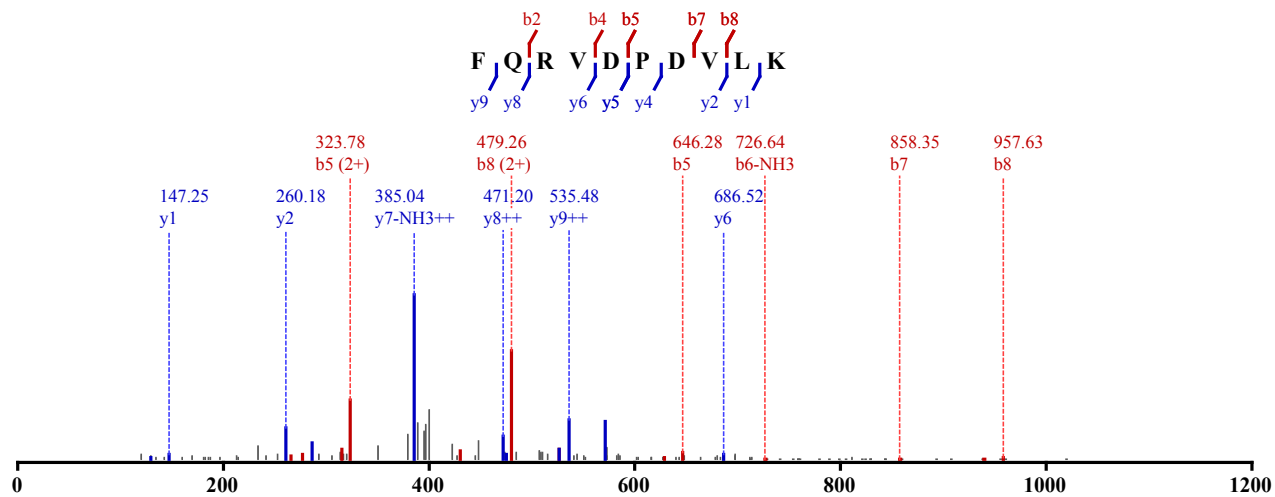 b2 b4 b5 b7 b8
F Q R V D P D V L K
y9 y8 y6 y5 y4 y2 y1
323.78 479.26 646.28 726.64 858.35 957.63
b5 (2+) b8 (2+) b5 b6-NH3 b7 b8
147.25 260.18 385.04 471.20 535.48 686.52
y1 y2 y7-NH3++ y8++ y9++ y6
0 200 400 600 800 1000 1200